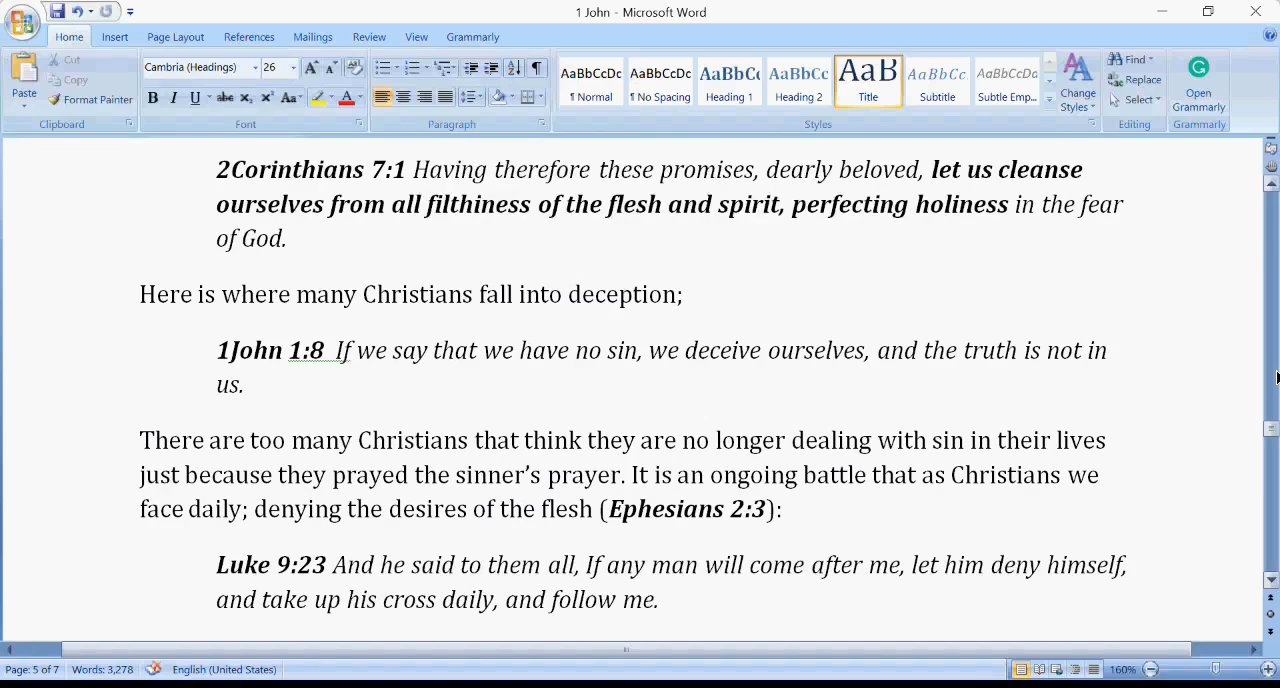 1 John - Microsoft Word
Home Insert Page Layout References Mailings Review View Grammarly
Paste
Cut
Copy
Format Painter
Clipboard
Cambria (Headings) 26
B I U abc X₂ X² Aa A
Font
Paragraph
AaBbCcDc AaBbCcDc AaBbC AaBbCc AaB AaBbCc. AaBbCcDc
¶ Normal ¶ No Spacing Heading 1 Heading 2 Title Subtitle Subtle Emp...
Change Styles
Styles
Find
Replace
Select
Editing
Open Grammarly
Grammarly
2Corinthians 7:1 Having therefore these promises, dearly beloved, let us cleanse
ourselves from all filthiness of the flesh and spirit, perfecting holiness in the fear
of God.
Here is where many Christians fall into deception;
1John 1:8 If we say that we have no sin, we deceive ourselves, and the truth is not in
us.
There are too many Christians that think they are no longer dealing with sin in their lives
just because they prayed the sinner’s prayer. It is an ongoing battle that as Christians we
face daily; denying the desires of the flesh (Ephesians 2:3):
Luke 9:23 And he said to them all, If any man will come after me, let him deny himself,
and take up his cross daily, and follow me.
Page: 5 of 7 Words: 3,278 English (United States) 160%